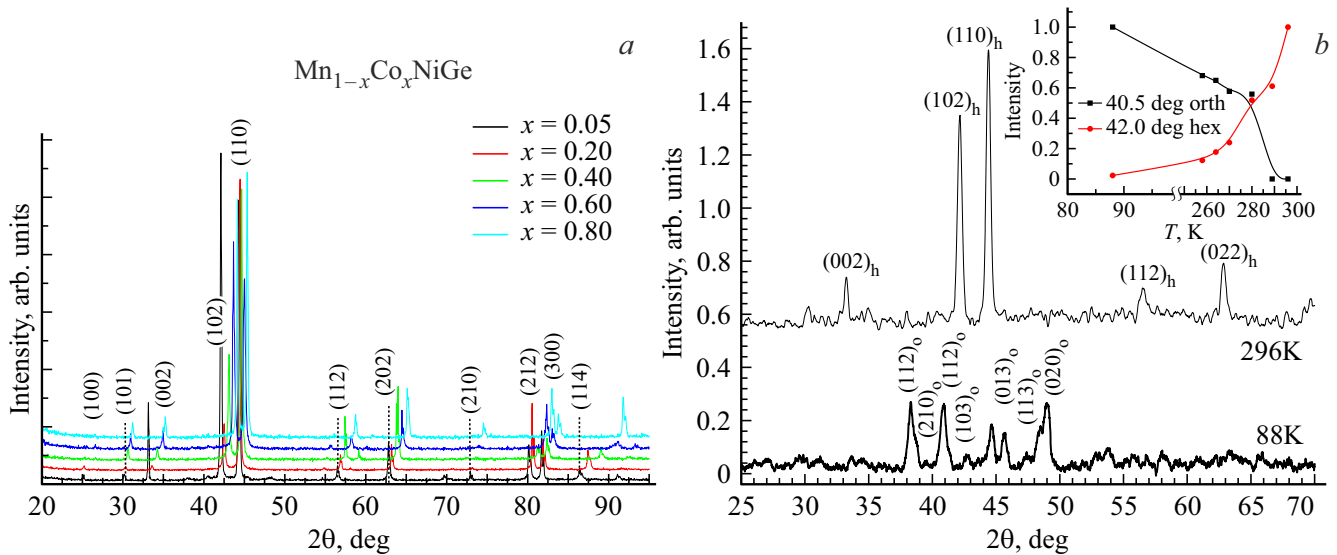 a
Mn1−xCoxNiGe
x = 0.05
x = 0.20
x = 0.40
x = 0.60
x = 0.80
Intensity, arb. units
(100)
(101)
(002)
(102)
(110)
(112)
(202)
(210)
(212)
(300)
(114)
20 30 40 50 60 70 80 90
2θ, deg
b
Intensity, arb. units
1.6
1.4
1.2
1.0
0.8
0.6
0.4
0.2
0
(002)h
(102)h
(110)h
(112)h
(022)h
296K
(112)o
(210)o
(112)o
(103)o
(013)o
(113)o
(020)o
88K
25 30 35 40 45 50 55 60 65 70
2θ, deg
Intensity
1.0
0.8
0.6
0.4
0.2
0
40.5 deg orth
42.0 deg hex
80 90 260 280 300
T, K